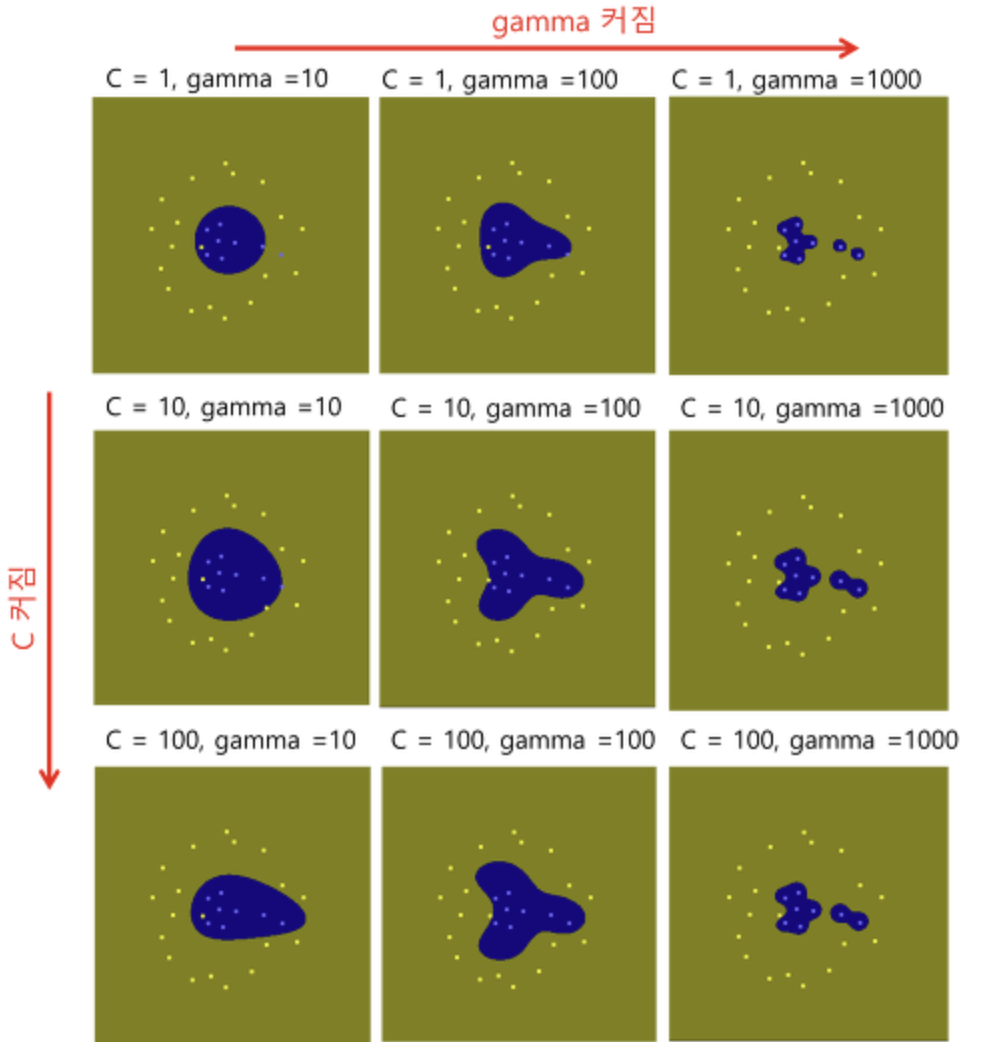 gamma 커짐
C = 1, gamma =10
C = 1, gamma =100
C = 1, gamma =1000
C 커짐
C = 10, gamma =10
C = 10, gamma =100
C = 10, gamma =1000
C = 100, gamma =10
C = 100, gamma =100
C = 100, gamma =1000